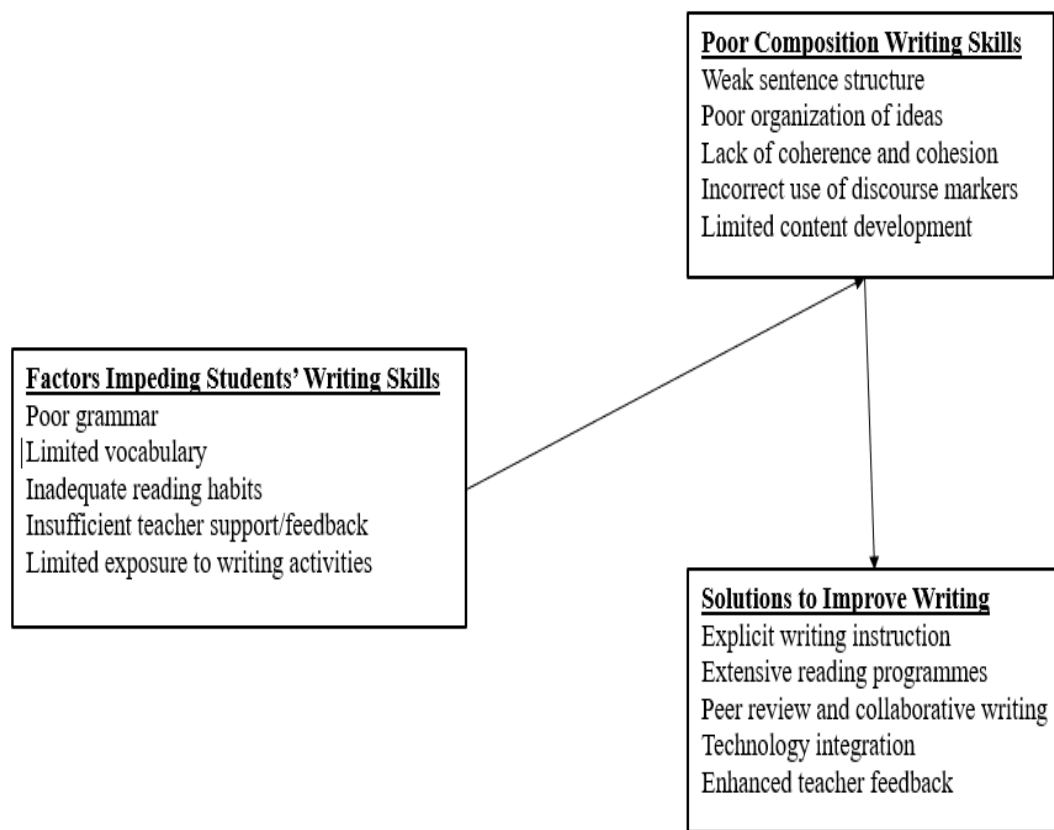 Poor Composition Writing Skills
Weak sentence structure
Poor organization of ideas
Lack of coherence and cohesion
Incorrect use of discourse markers
Limited content development
Factors Impeding Students’ Writing Skills
Poor grammar
Limited vocabulary
Inadequate reading habits
Insufficient teacher support/feedback
Limited exposure to writing activities
Solutions to Improve Writing
Explicit writing instruction
Extensive reading programmes
Peer review and collaborative writing
Technology integration
Enhanced teacher feedback